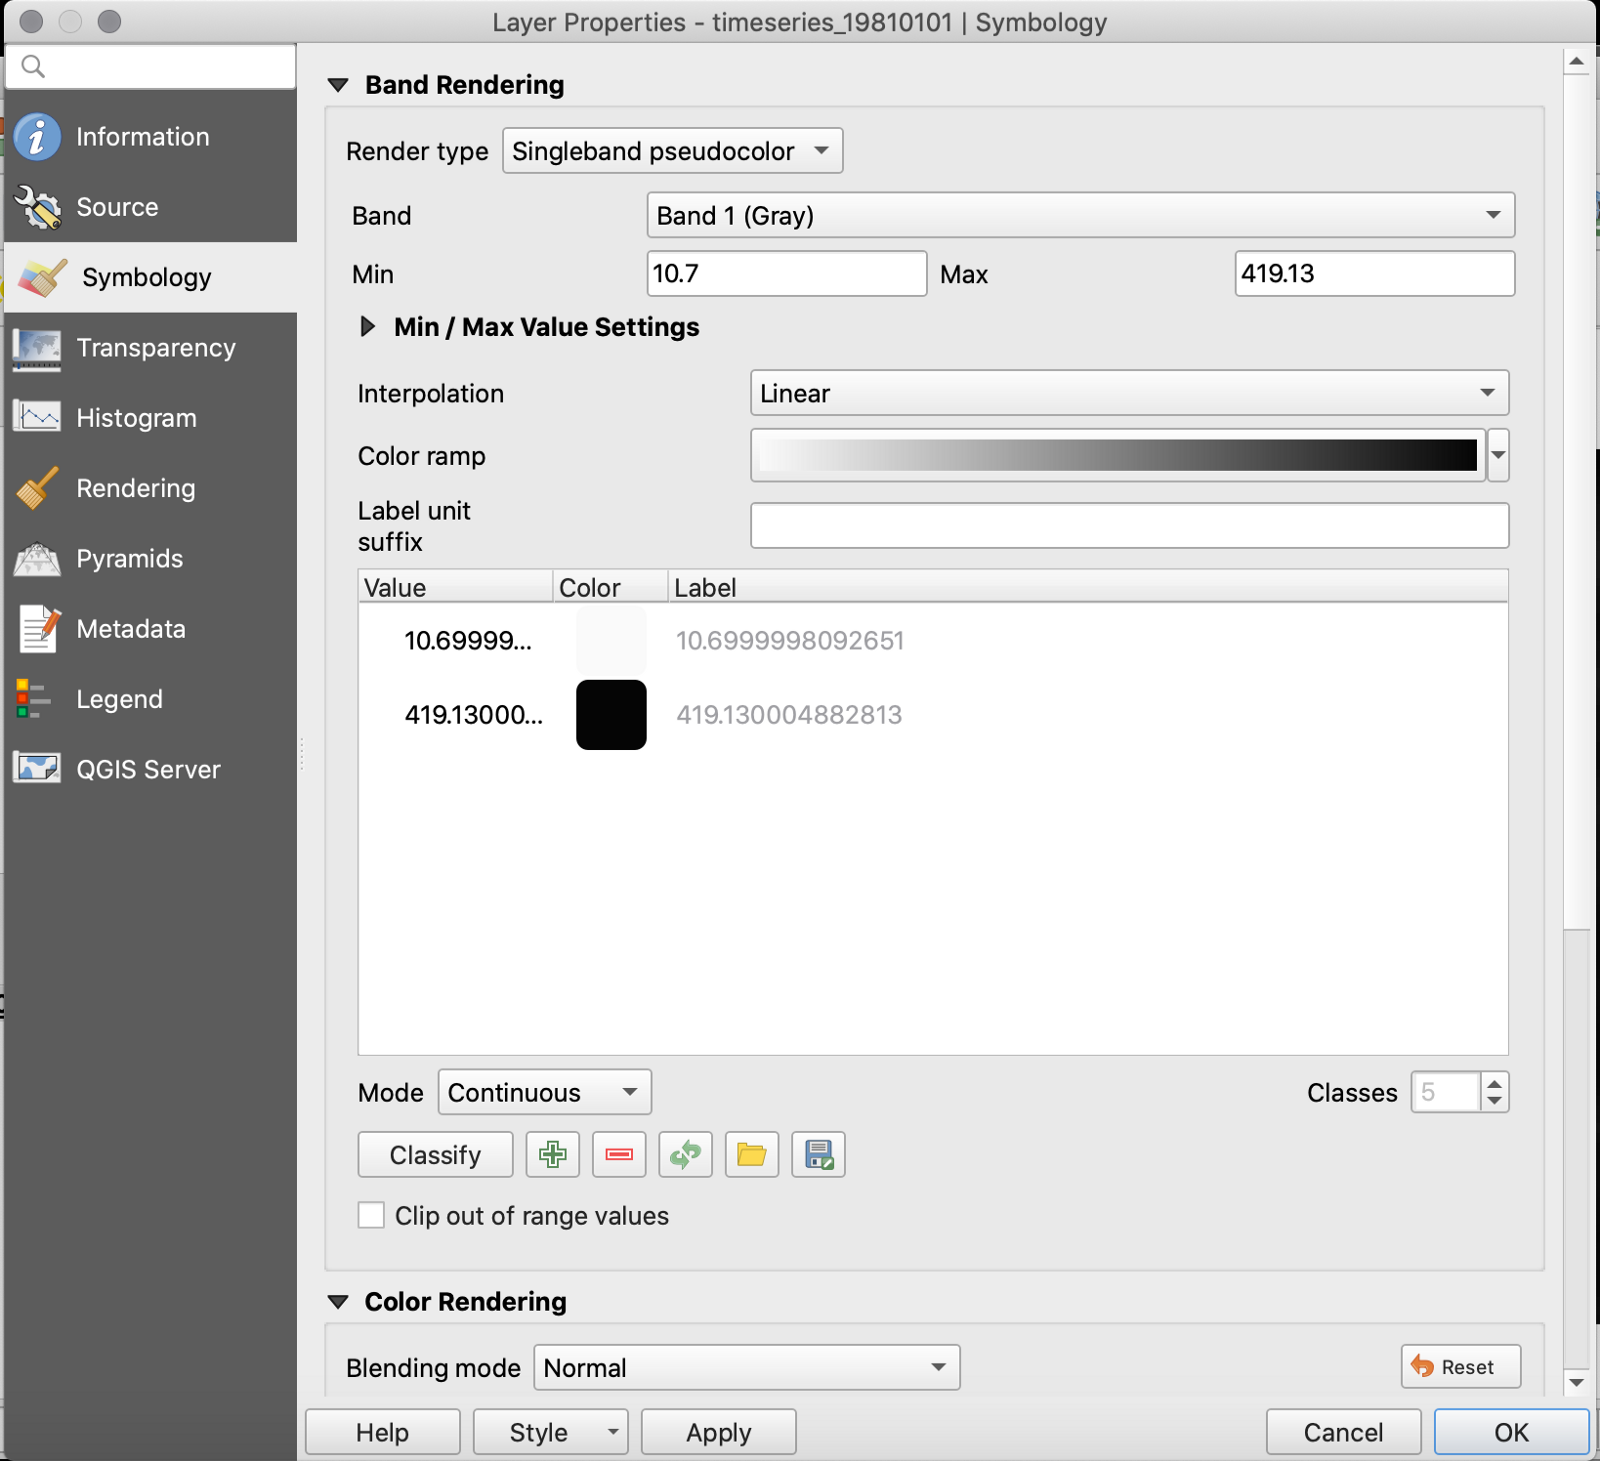 Layer Properties - timeseries_19810101 | Symbology
Information
Source
Symbology
Transparency
Histogram
Rendering
Pyramids
Metadata
Legend
QGIS Server
Band Rendering
Render type Singleband pseudocolor
Band Band 1 (Gray)
Min 10.7 Max 419.13
Min / Max Value Settings
Interpolation Linear
Color ramp
Label unit
suffix
Value Color Label
10.69999... 10.6999998092651
419.13000... 419.130004882813
Mode Continuous Classes 5
Classify
Clip out of range values
Color Rendering
Blending mode Normal Reset
Help Style Apply Cancel OK